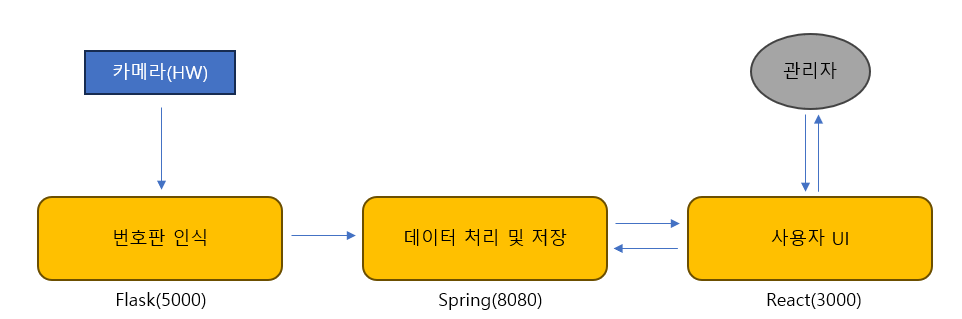 카메라(HW)
관리자
번호판 인식
데이터 처리 및 저장
사용자 UI
Flask(5000)
Spring(8080)
React(3000)